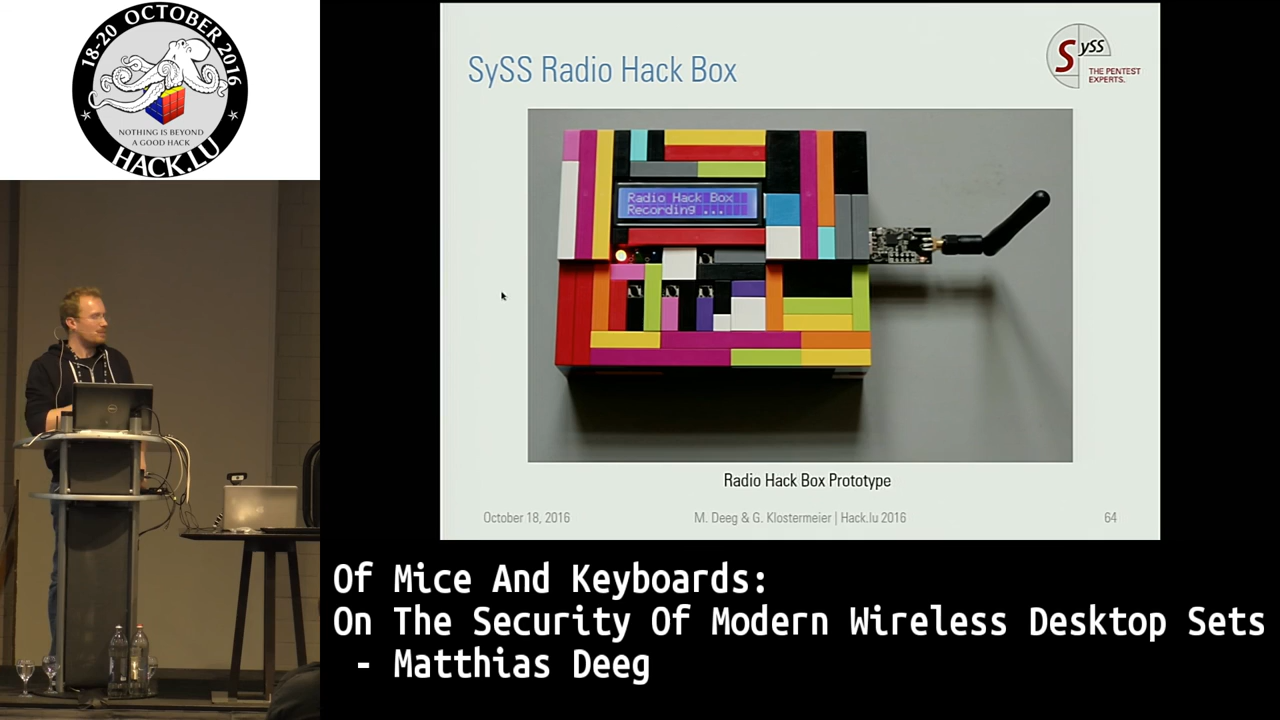 18-20 OCTOBER 2016
NOTHING IS BEYOND
A GOOD HACK
HACK.LU
SySS Radio Hack Box
SySS
THE PENTEST
EXPERTS.
Radio Hack Box
Recording ...
Radio Hack Box Prototype
October 18, 2016
M. Deeg & G. Klostermeier | Hack.lu 2016
64
Of Mice And Keyboards:
On The Security Of Modern Wireless Desktop Sets
- Matthias Deeg